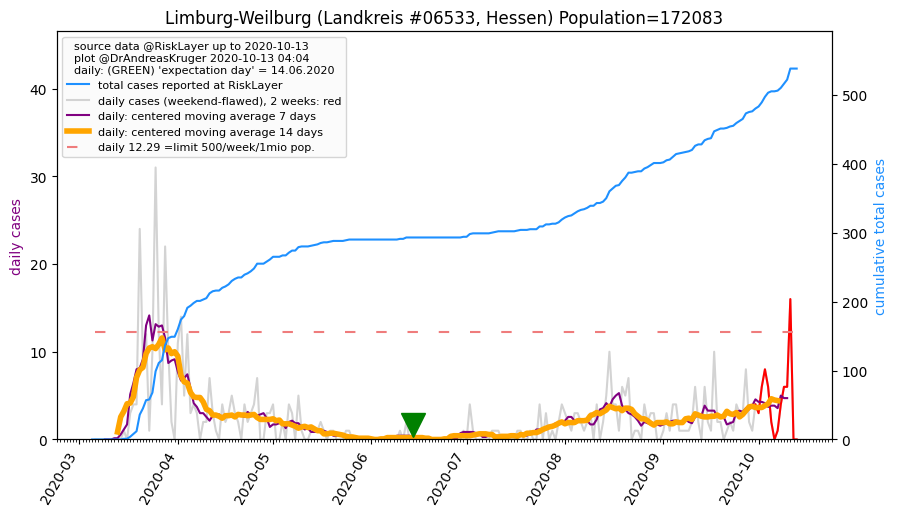 Limburg-Weilburg (Landkreis #06533, Hessen) Population=172083
source data @RiskLayer up to 2020-10-13
plot @DrAndreasKruger 2020-10-13 04:04
daily: (GREEN) 'expectation day' = 14.06.2020
total cases reported at RiskLayer
daily cases (weekend-flawed), 2 weeks: red
daily: centered moving average 7 days
daily: centered moving average 14 days
daily 12.29 =limit 500/week/1mio pop.
daily cases
40
30
20
10
0
cumulative total cases
500
400
300
200
100
0
2020-03
2020-04
2020-05
2020-06
2020-07
2020-08
2020-09
2020-10